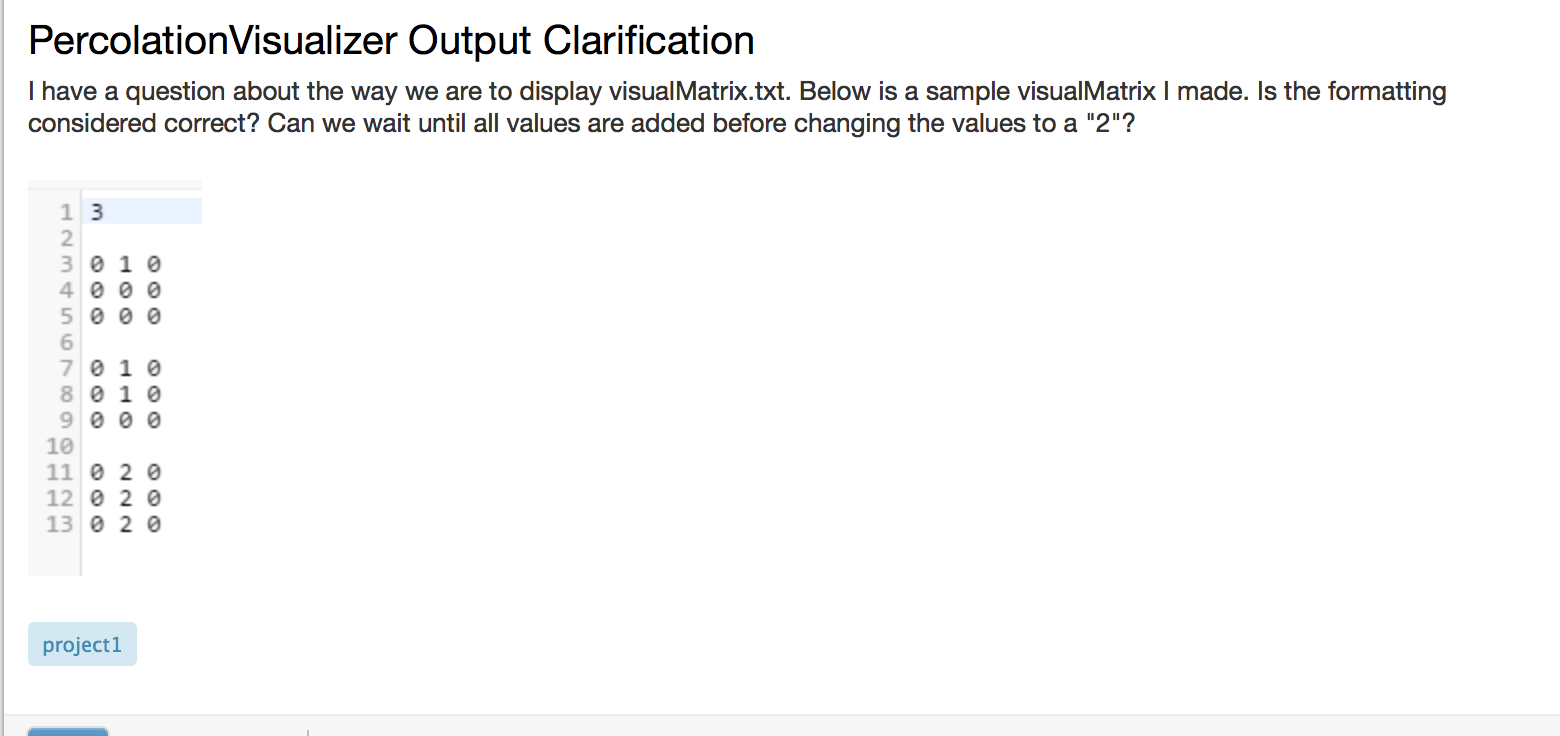 PercolationVisualizer Output Clarification
I have a question about the way we are to display visualMatrix.txt. Below is a sample visualMatrix I made. Is the formatting
considered correct? Can we wait until all values are added before changing the values to a "2"?
1 3
2
3 0 1 0
4 0 0 0
5 0 0 0
6
7 0 1 0
8 0 1 0
9 0 0 0
10
11 0 2 0
12 0 2 0
13 0 2 0
project1